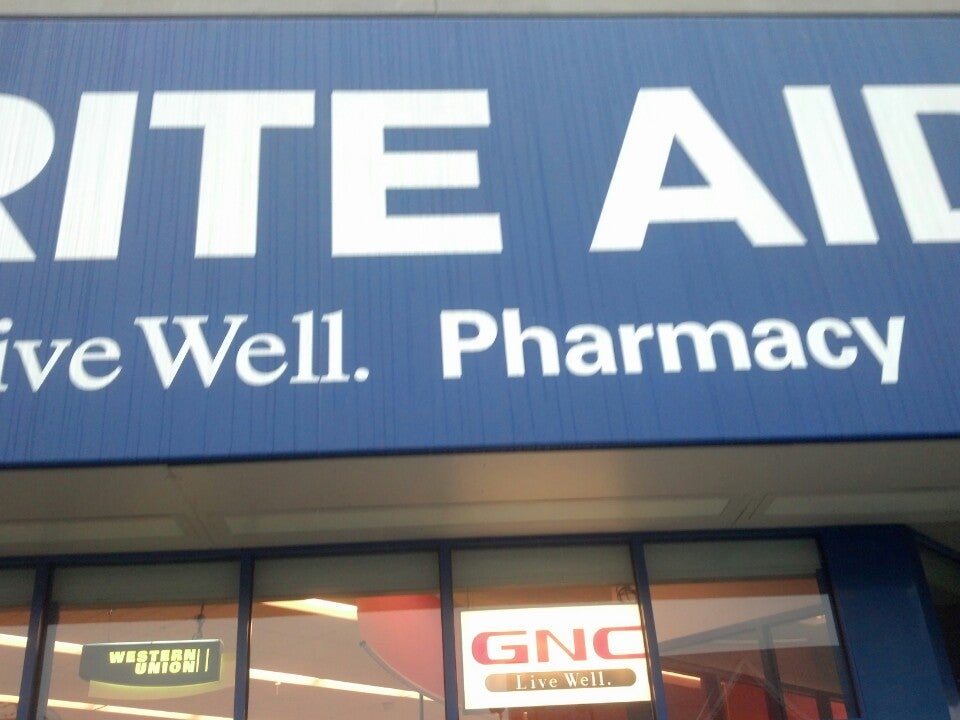 RITE AID
ive Well. Pharmacy
WESTERN
UNION
GNC
Live Well.